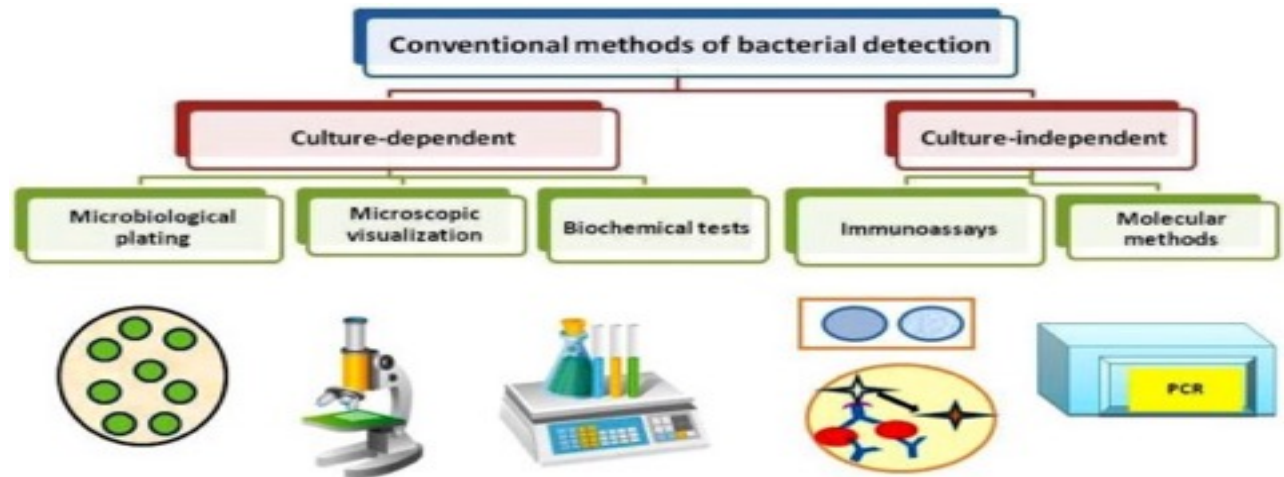 Conventional methods of bacterial detection
Culture-dependent
Culture-independent
Microbiological
plating
Microscopic
visualization
Biochemical tests
Immunoassays
Molecular
methods
PCR